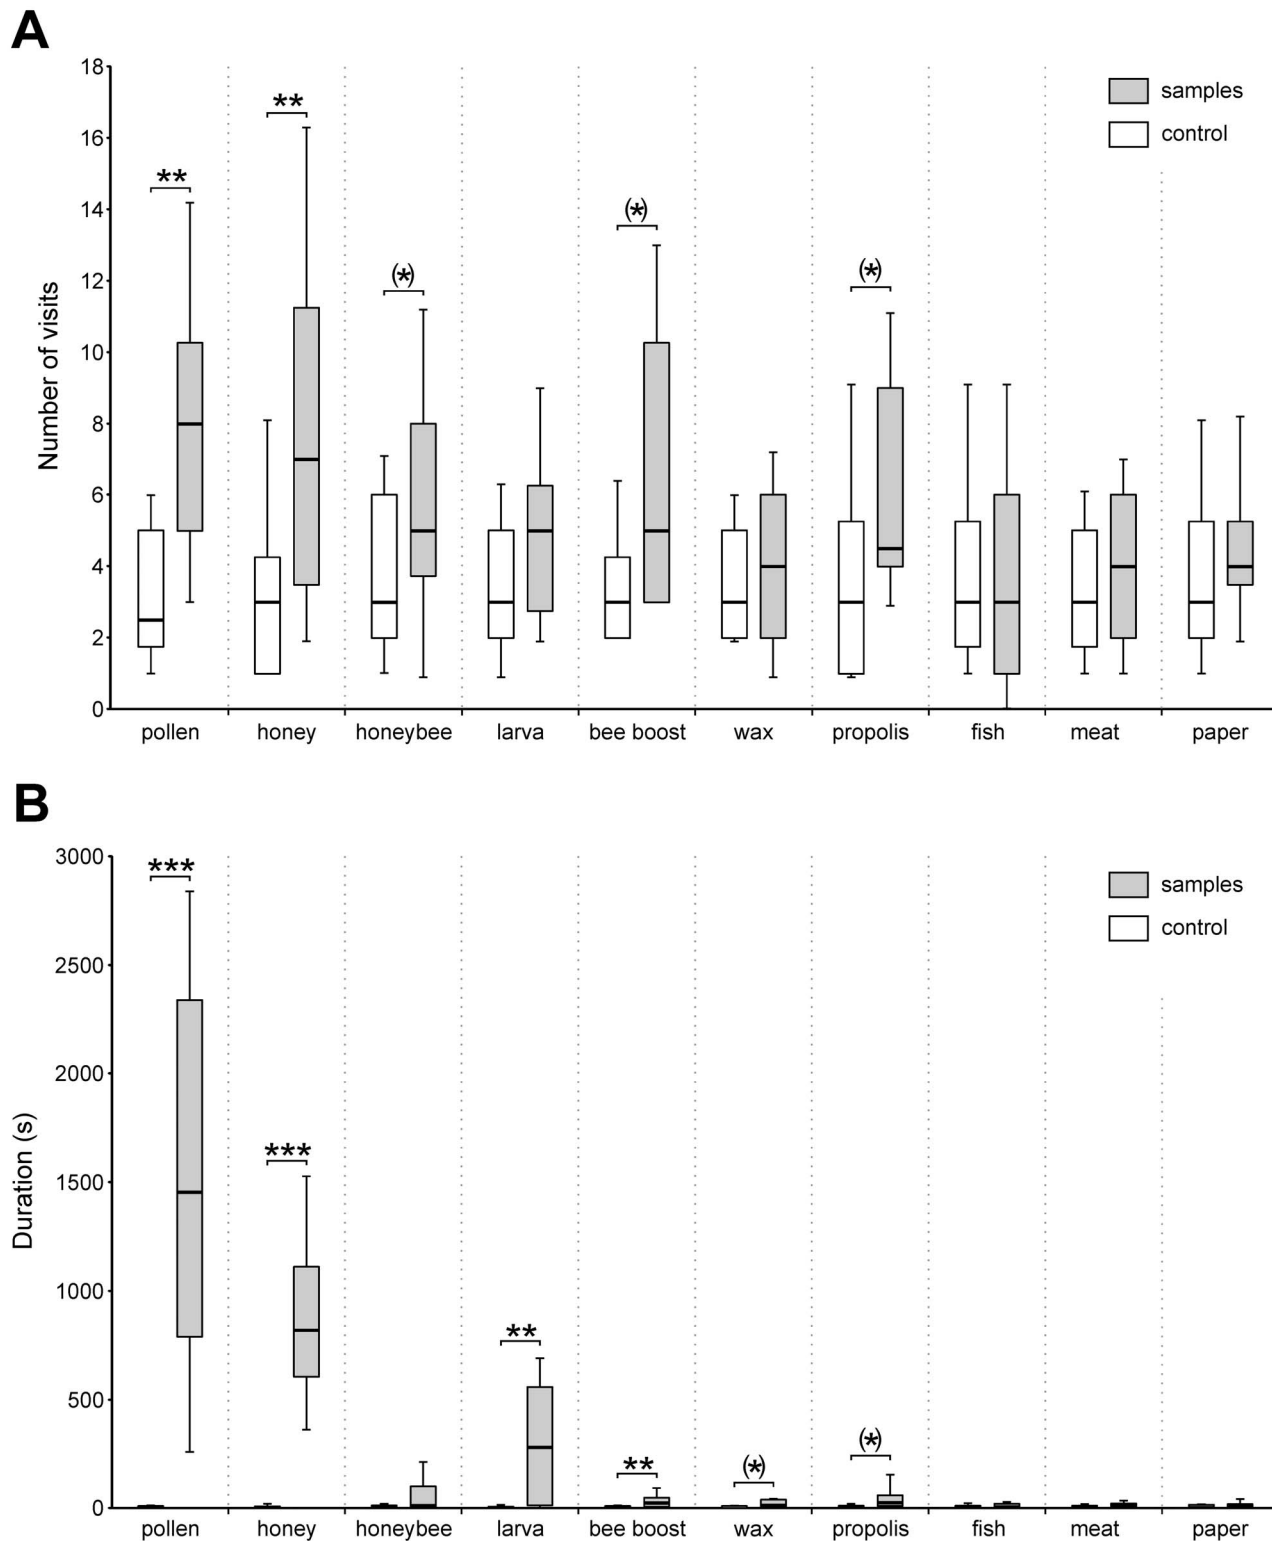 A
18
16
14
12
10
8
6
4
2
0
Number of visits
**
**
(*)
(*)
(*)
samples
control
pollen honey honeybee larva bee boost wax propolis fish meat paper
B
3000
2500
2000
1500
1000
500
0
Duration (s)
***
***
**
**
(*)
(*)
samples
control
pollen honey honeybee larva bee boost wax propolis fish meat paper